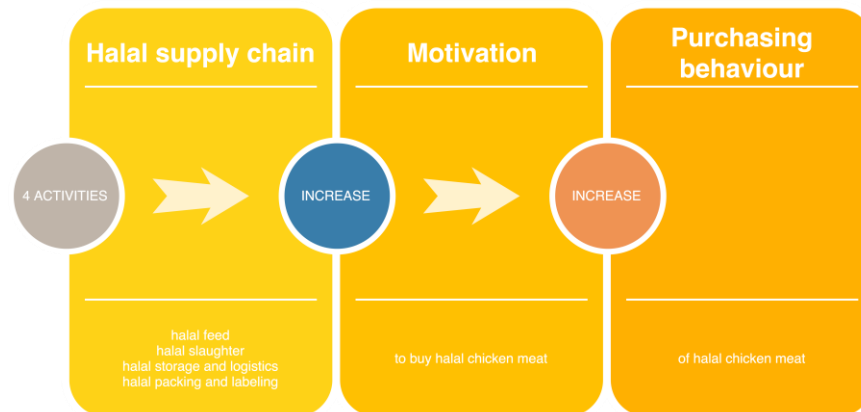 Halal supply chain
Motivation
Purchasing
behaviour
4 ACTIVITIES
INCREASE
INCREASE
halal feed
halal slaughter
halal storage and logistics
halal packing and labeling
to buy halal chicken meat
of halal chicken meat